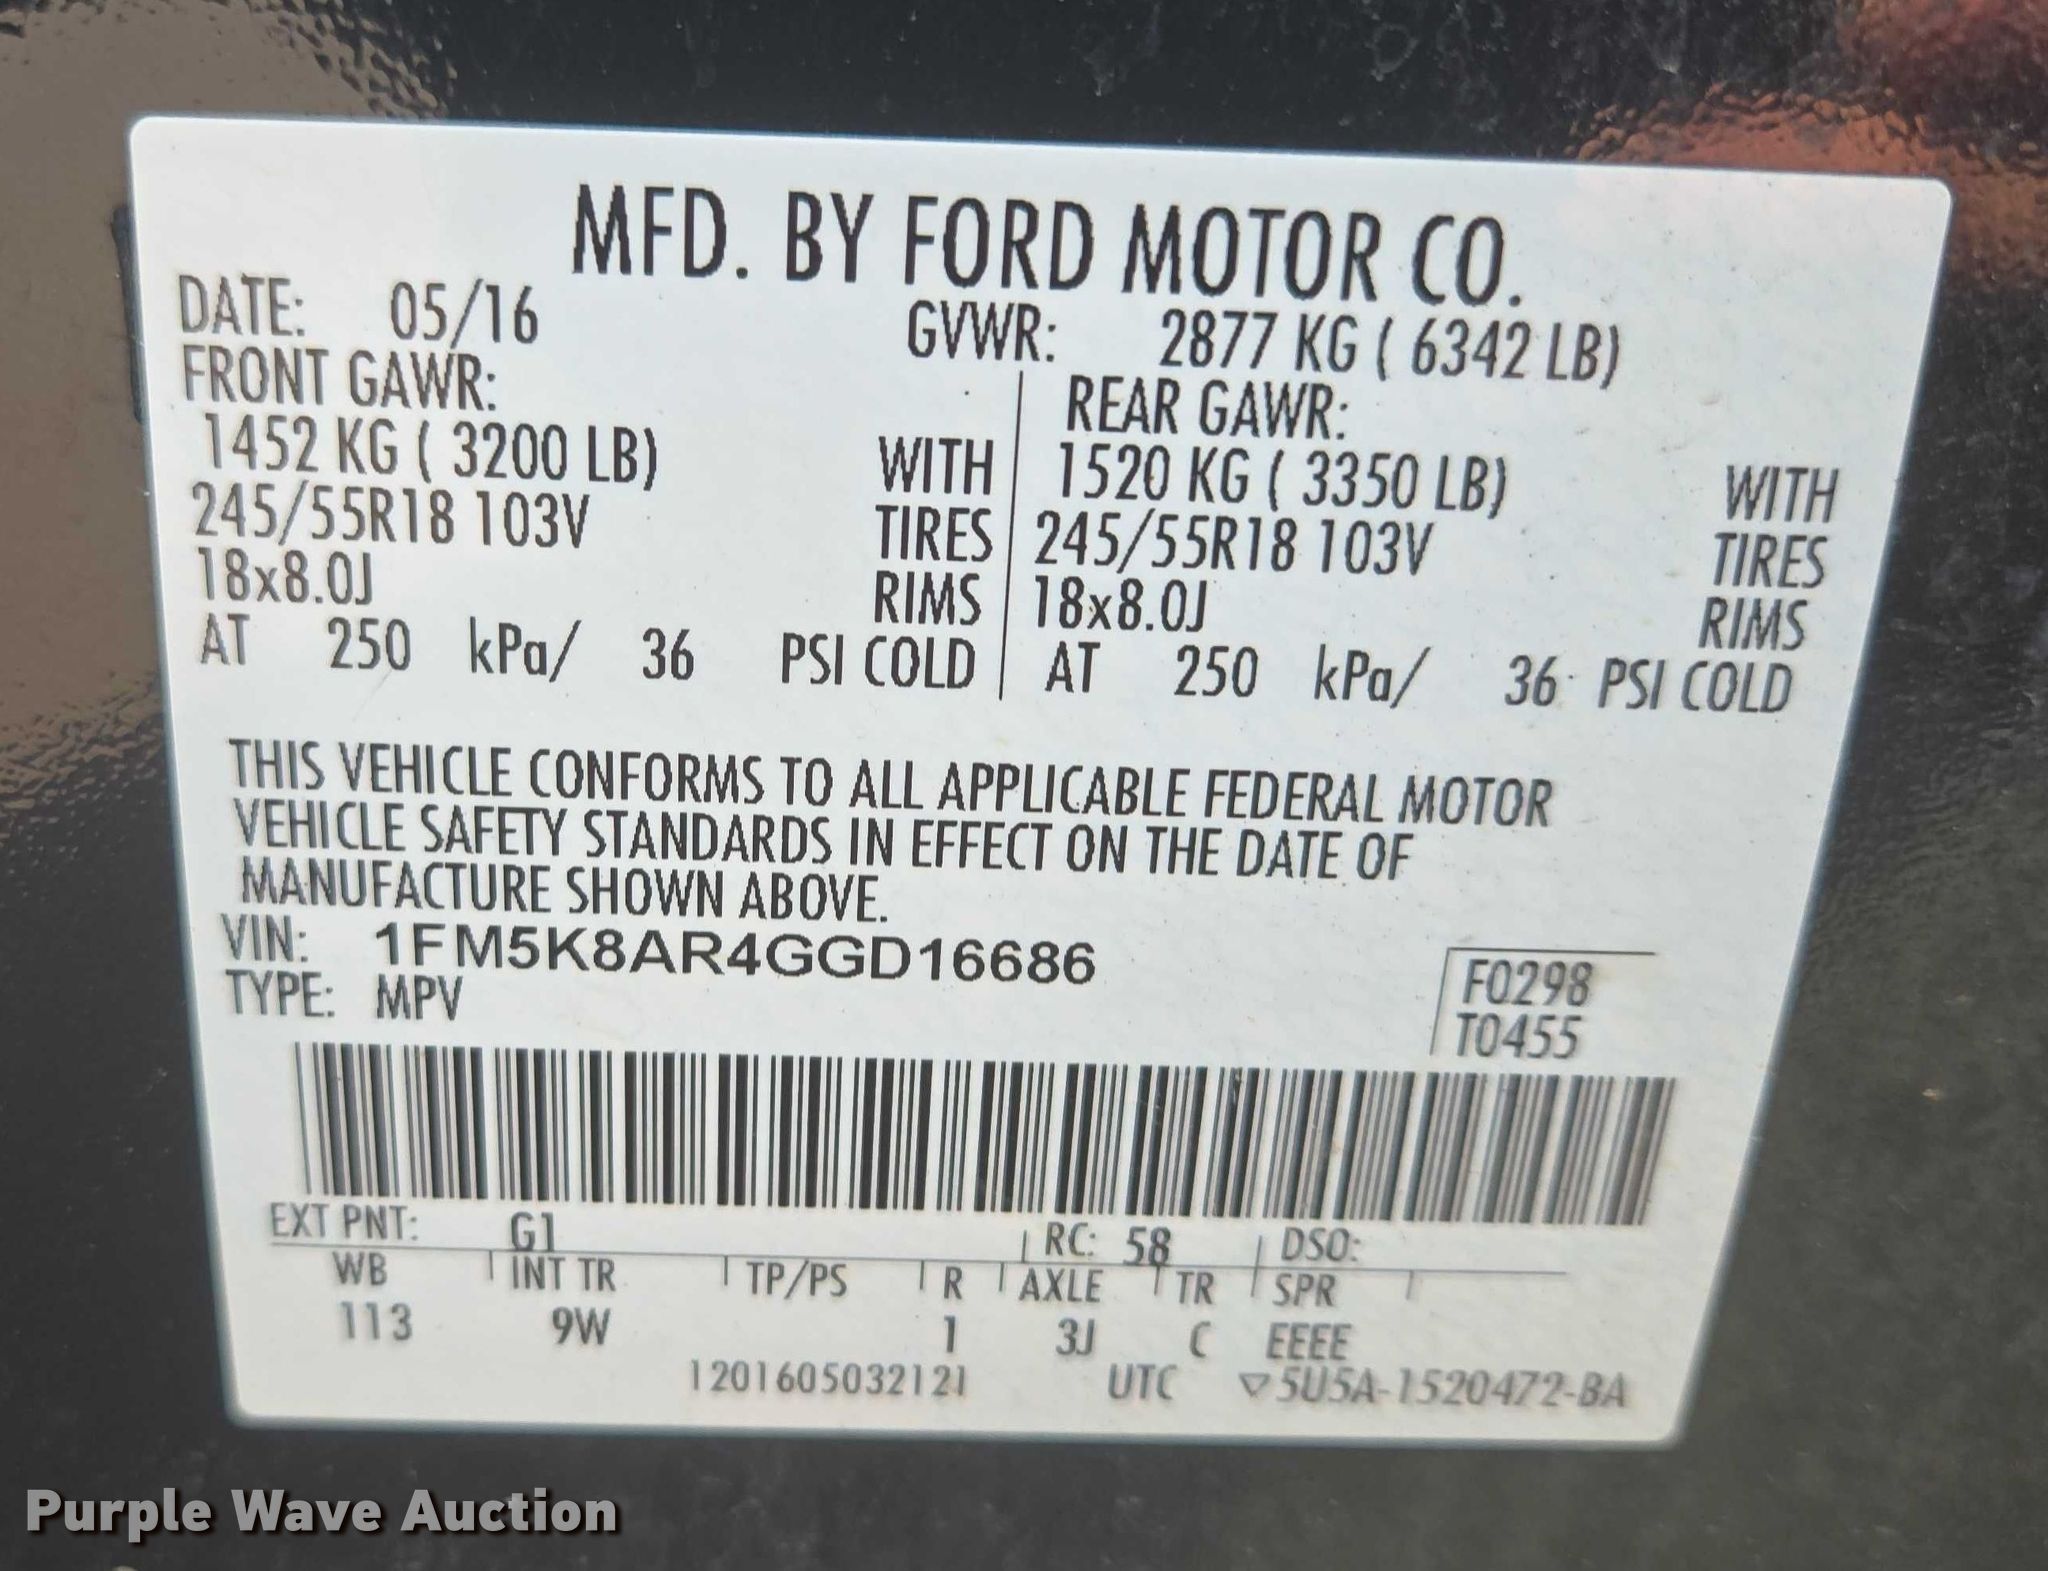 MFD. BY FORD MOTOR CO.
DATE: 05/16 GVWR: 2877 KG ( 6342 LB)
FRONT GAWR: REAR GAWR:
1452 KG ( 3200 LB) WITH 1520 KG ( 3350 LB) WITH
245/55R18 103V TIRES 245/55R18 103V TIRES
18x8.0J RIMS 18x8.0J RIMS
AT 250 kPa/ 36 PSI COLD AT 250 kPa/ 36 PSI COLD
THIS VEHICLE CONFORMS TO ALL APPLICABLE FEDERAL MOTOR
VEHICLE SAFETY STANDARDS IN EFFECT ON THE DATE OF
MANUFACTURE SHOWN ABOVE.
VIN: 1FM5K8AR4GGD16686
TYPE: MPV
F0298
T0455
EXT PNT: G1 RC: 58 DSO:
WB INT TR TP/PS R AXLE TR SPR
113 9W 1 3J C EEEE
1201605032121 UTC ▽5U5A-1520472-BA
Purple Wave Auction